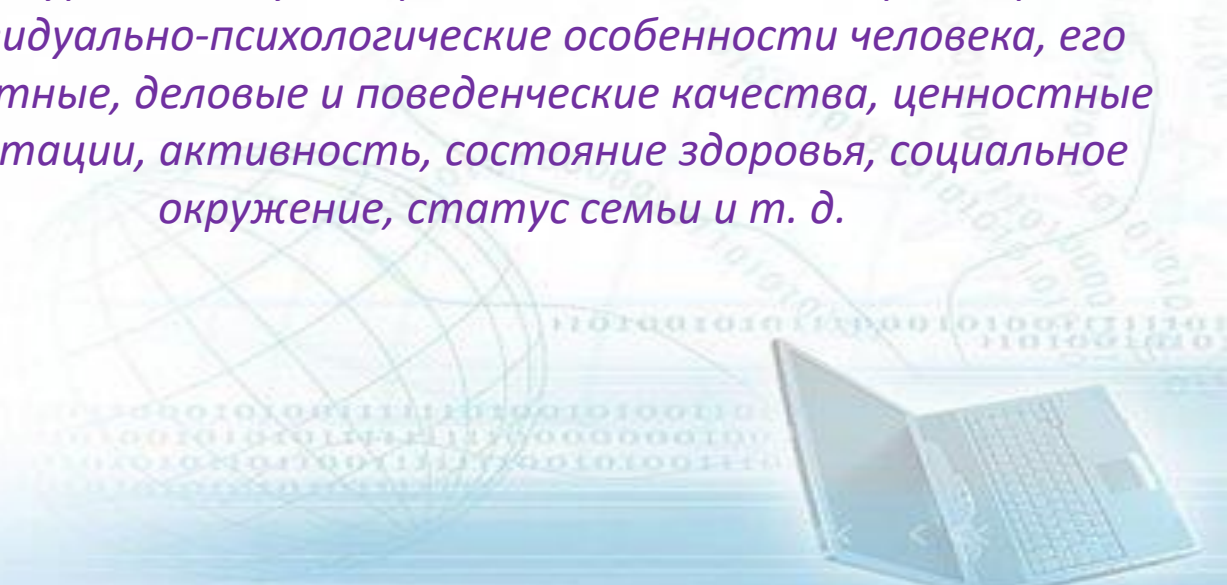 идуально-психологические особенности человека, его
тные, деловые и поведенческие качества, ценностные
тации, активность, состояние здоровья, социальное
окружение, статус семьи и т. д.